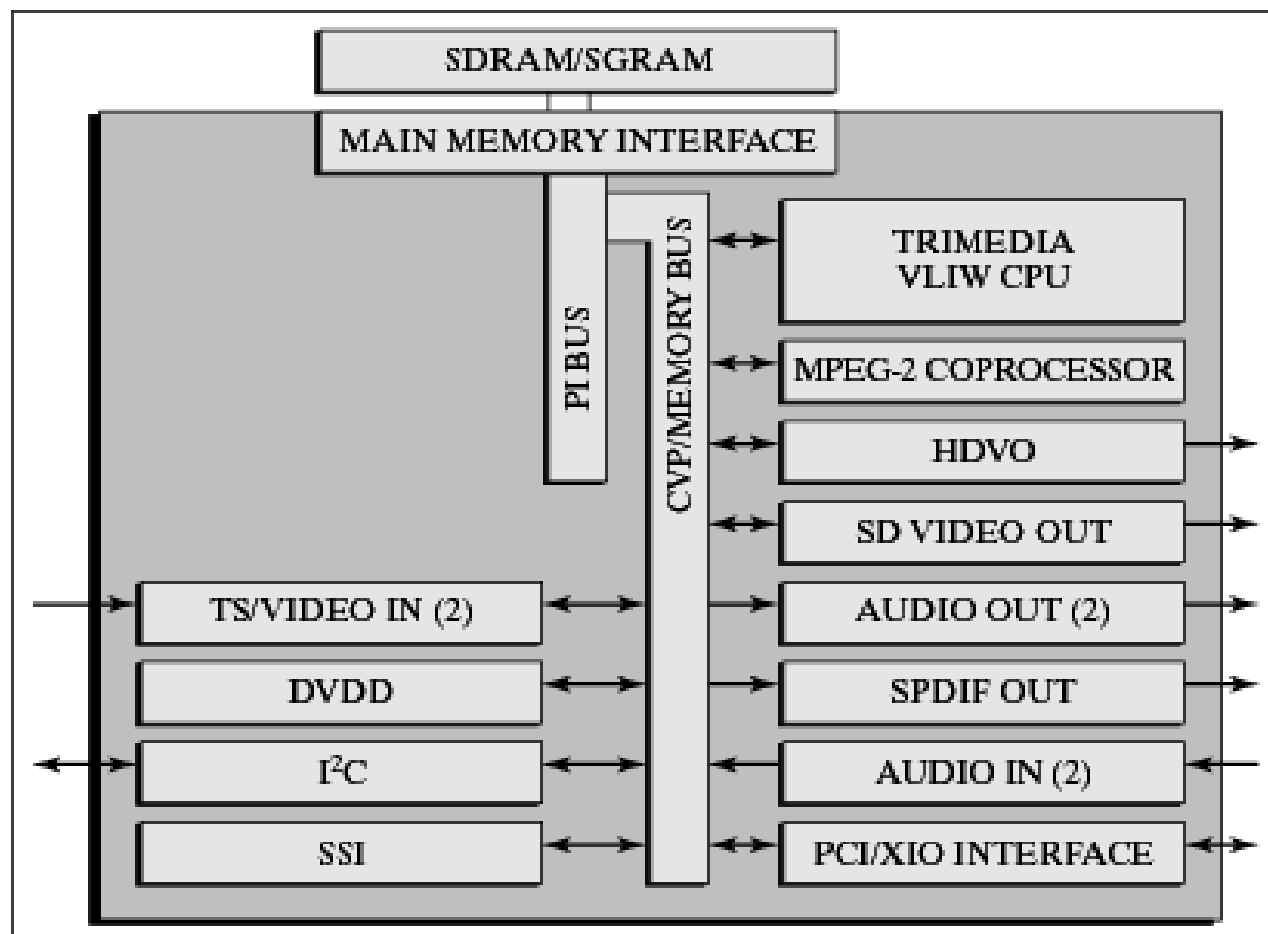 SDRAM/SGRAM
MAIN MEMORY INTERFACE
PI BUS
CVP/MEMORY BUS
TRIMEDIA
VLIW CPU
MPEG-2 COPROCESSOR
HDVO
SD VIDEO OUT
TS/VIDEO IN (2)
AUDIO OUT (2)
DVDD
SPDIF OUT
I²C
AUDIO IN (2)
SSI
PCI/XIO INTERFACE